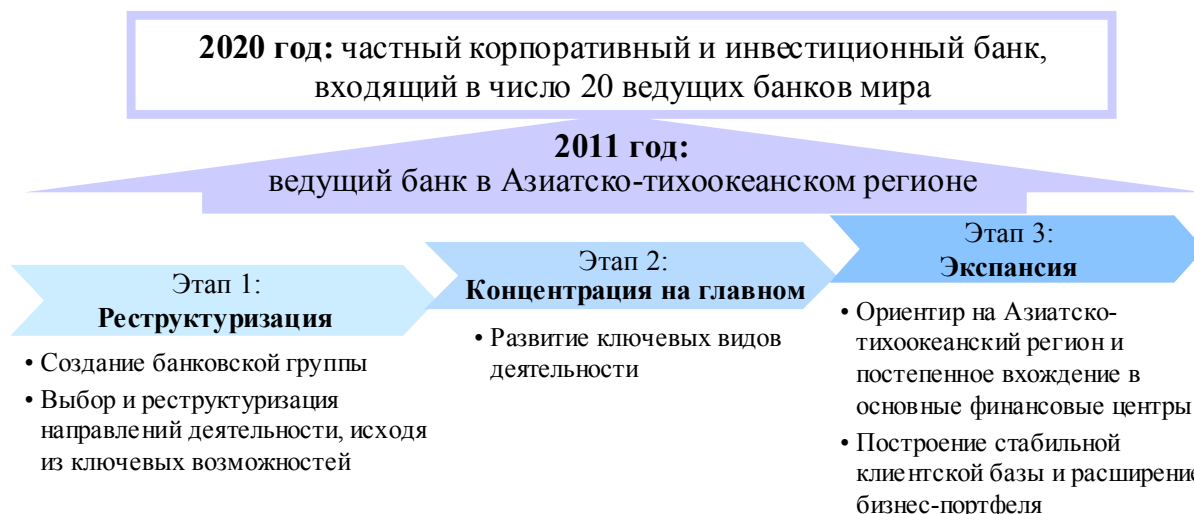 2020 год: частный корпоративный и инвестиционный банк,
входящий в число 20 ведущих банков мира
2011 год:
ведущий банк в Азиатско-тихоокеанском регионе
Этап 1:
Реструктуризация
• Создание банковской группы
• Выбор и реструктуризация
направлений деятельности, исходя
из ключевых возможностей
Этап 2:
Концентрация на главном
• Развитие ключевых видов
деятельности
Этап 3:
Экспансия
• Ориентир на Азиатско-
тихоокеанский регион и
постепенное вхождение в
основные финансовые центры
• Построение стабильной
клиентской базы и расширение
бизнес-портфеля